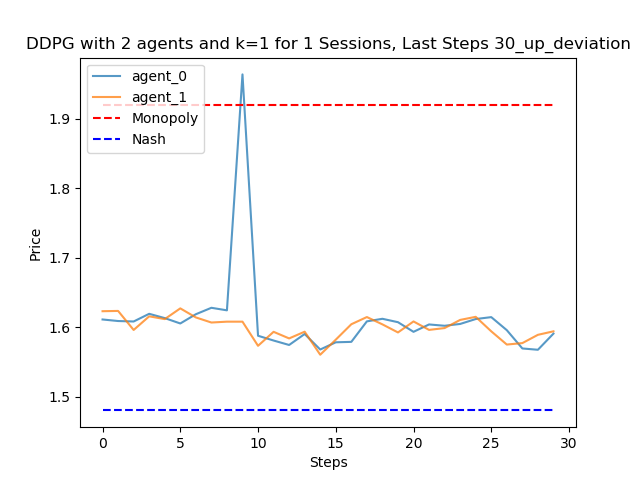 DDPG with 2 agents and k=1 for 1 Sessions, Last Steps 30_up_deviation
agent_0
agent_1
Monopoly
Nash
1.9
1.8
1.7
1.6
1.5
Price
0 5 10 15 20 25 30
Steps